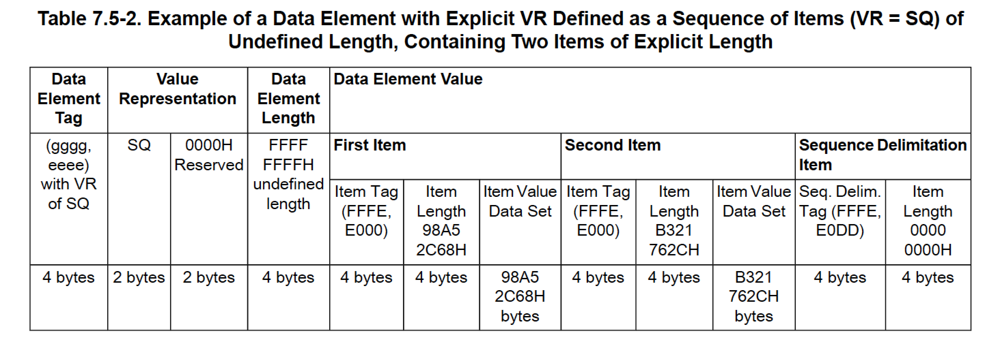 Table 7.5-2. Example of a Data Element with Explicit VR Defined as a Sequence of Items (VR = SQ) of
Undefined Length, Containing Two Items of Explicit Length
Data
Element
Tag
Value
Representation
Data
Element
Length
Data Element Value
(gggg,
eeee)
with VR
of SQ
SQ
0000H
Reserved
FFFF
FFFFH
undefined
length
First Item
Second Item
Sequence Delimitation
Item
Item Tag
(FFFE,
E000)
Item
Length
98A5
2C68H
Item Value
Data Set
Item Tag
(FFFE,
E000)
Item
Length
B321
762CH
Item Value
Data Set
Seq. Delim.
Tag (FFFE,
E0DD)
Item
Length
0000
0000H
4 bytes
2 bytes
2 bytes
4 bytes
4 bytes
4 bytes
98A5
2C68H
bytes
4 bytes
4 bytes
B321
762CH
bytes
4 bytes
4 bytes